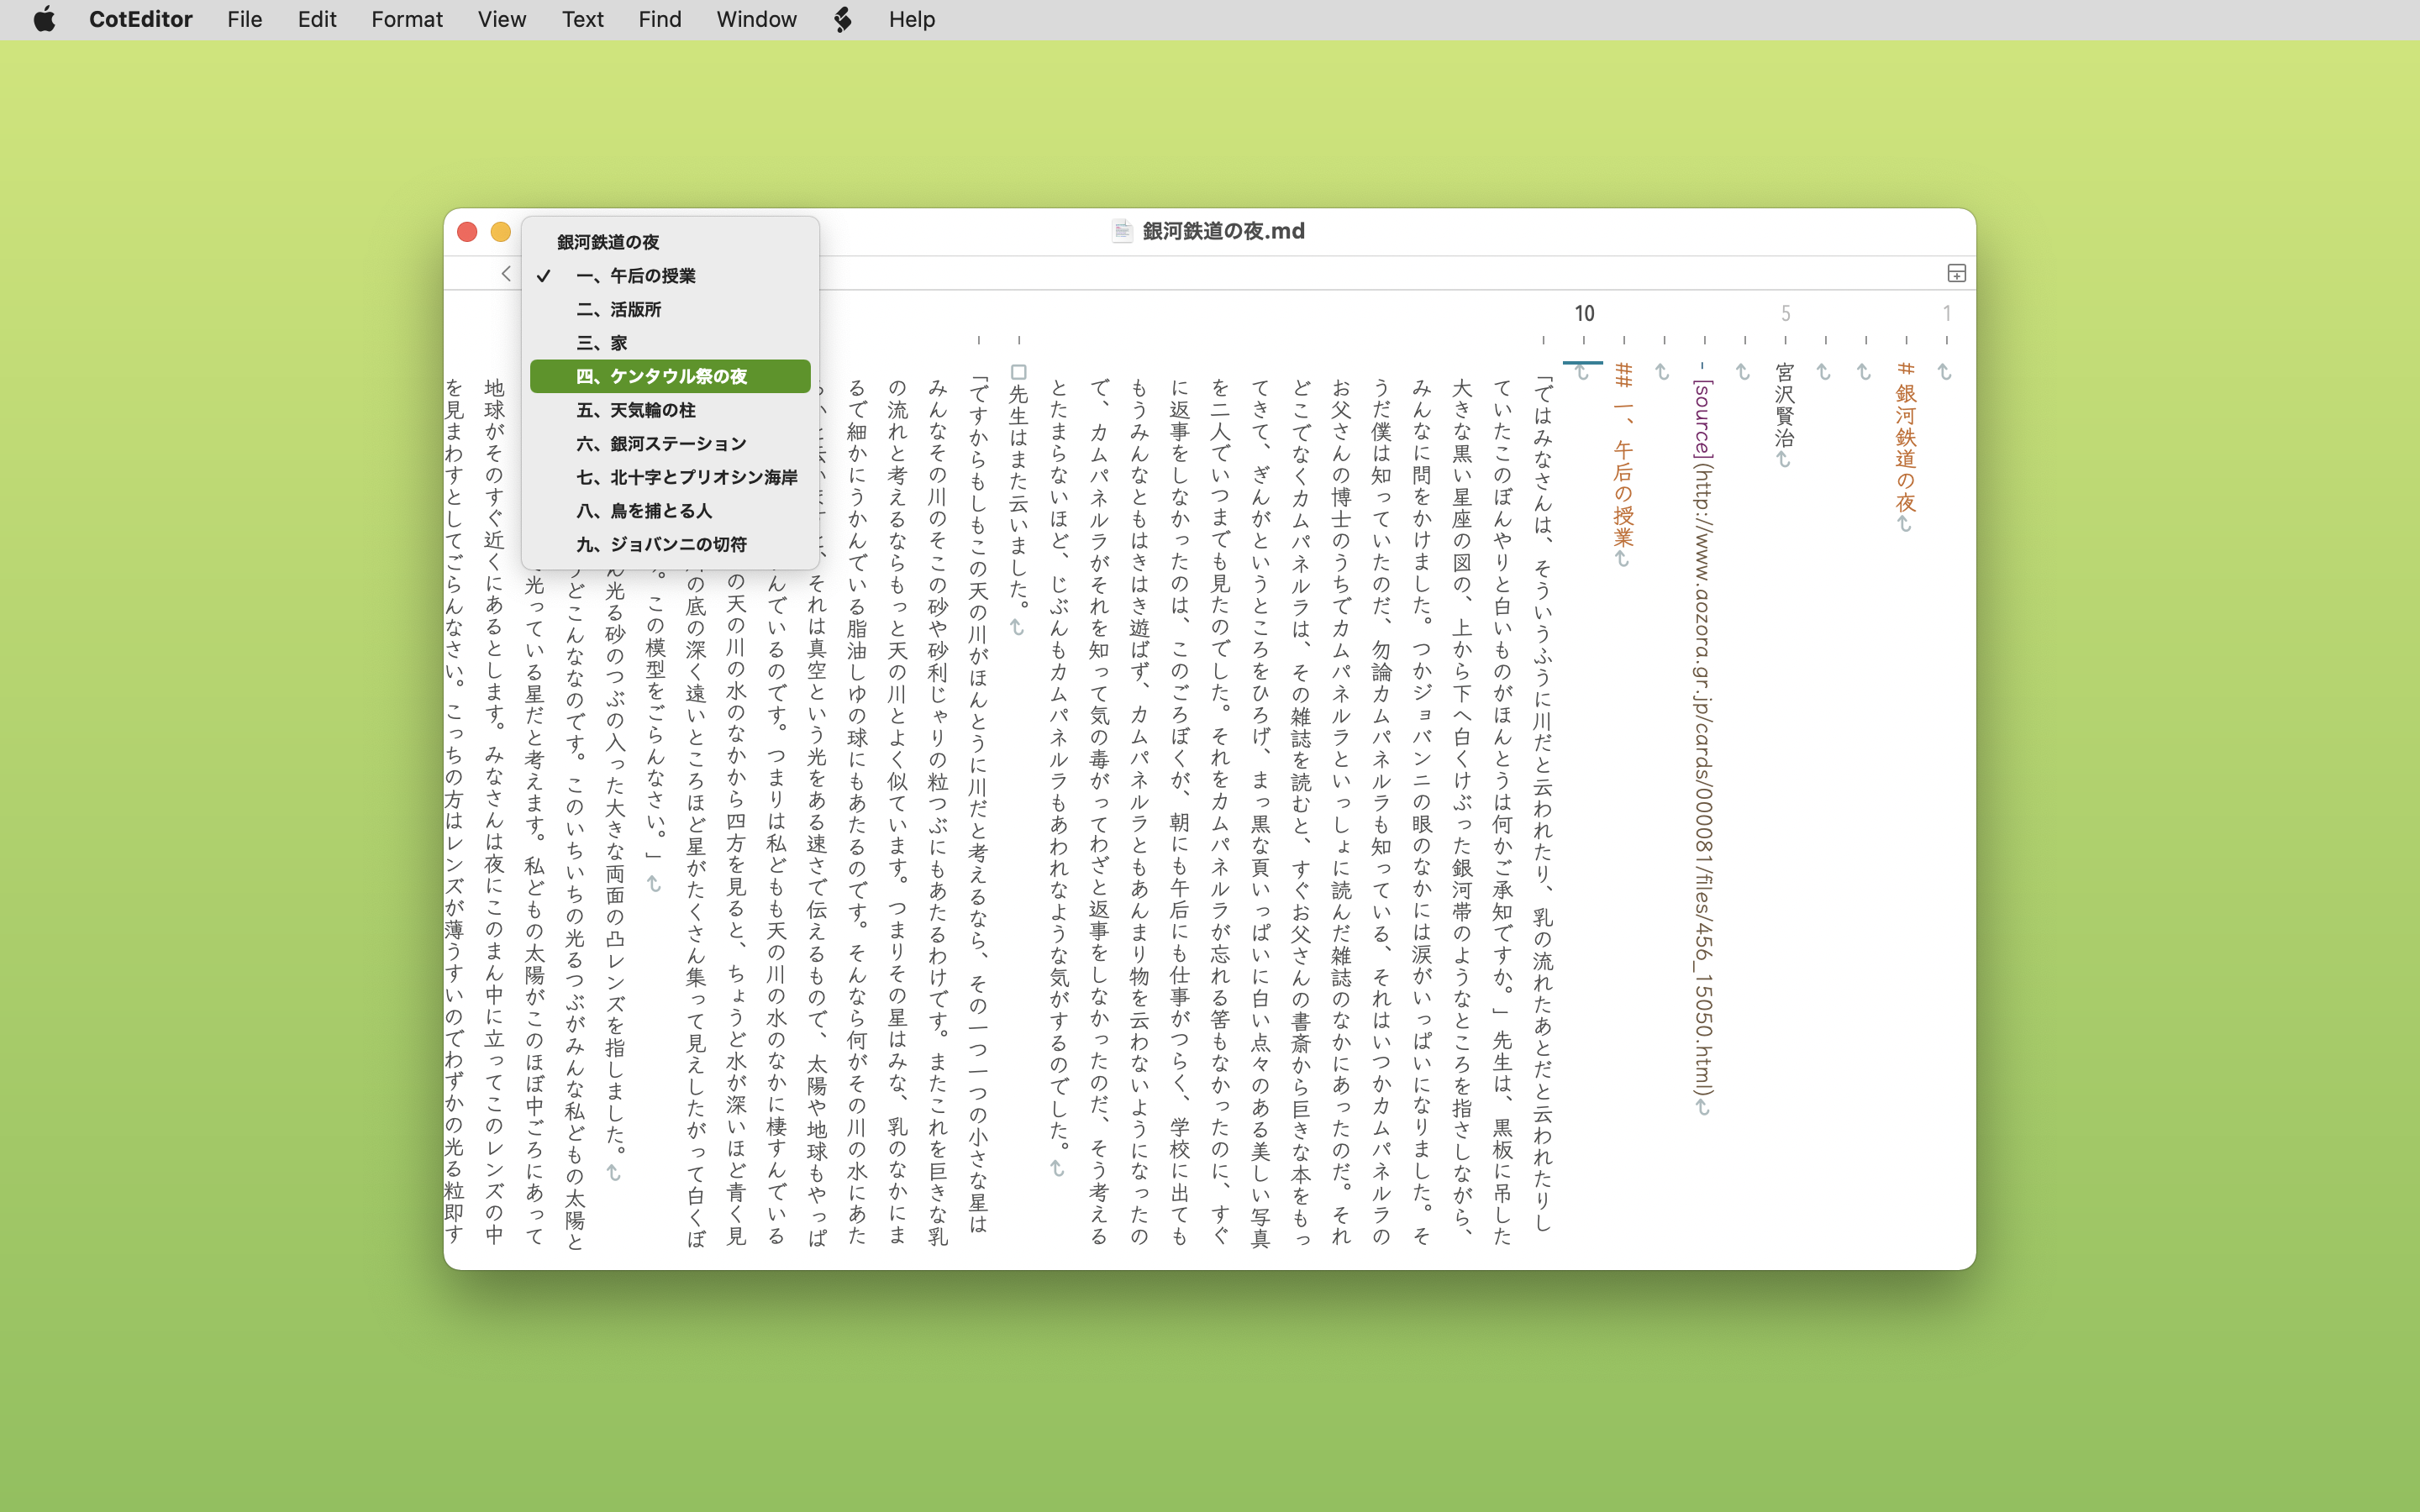 CotEditor File Edit Format View Text Find Window Help
銀河鉄道の夜.md
銀河鉄道の夜
一、午后の授業
二、活版所
三、家
四、ケンタウル祭の夜
五、天気輪の柱
六、銀河ステーション
七、北十字とプリオシン海岸
八、鳥を捕とる人
九、ジョバンニの切符
1
5
10
# 銀河鉄道の夜
宮沢賢治
- [source](http://www.aozora.gr.jp/cards/000081/files/456_15050.html)
## 一、午后の授業
「ではみなさんは、そういうふうに川だと云われたり、乳の流れたあとだと云われたりし
ていたこのぼんやりと白いものがほんとうは何かご承知ですか。」先生は、黒板に吊した
大きな黒い星座の図の、上から下へ白くけぶった銀河帯のようなところを指さしながら、
みんなに問をかけました。つかジョバンニの眼のなかには涙がいっぱいになりました。そ
うだ僕は知っていたのだ、勿論カムパネルラも知っている、それはいつかカムパネルラの
お父さんの博士のうちでカムパネルラといっしょに読んだ雑誌のなかにあったのだ。それ
どこでなくカムパネルラは、その雑誌を読むと、すぐお父さんの書斎から巨きな本をもっ
てきて、ぎんがというところをひろげ、まっ黒な頁いっぱいに白い点々のある美しい写真
を二人でいつまでも見たのでした。それをカムパネルラが忘れる筈もなかったのに、すぐ
に返事をしなかったのは、このごろぼくが、朝にも午后にも仕事がつらく、学校に出ても
もうみんなともはきはき遊ばず、カムパネルラともあんまり物を云わないようになったの
で、カムパネルラがそれを知って気の毒がってわざと返事をしなかったのだ、そう考える
とたまらないほど、じぶんもカムパネルラもあわれなような気がするのでした。
先生はまた云いました。
「ですからもしもこの天の川がほんとうに川だと考えるなら、その一つ一つの小さな星は
みんなその川のそこの砂や砂利じゃりの粒つぶにもあたるわけです。またこれを巨きな乳
の流れと考えるならもっと天の川とよく似ています。つまりその星はみな、乳のなかにま
るで細かにうかんでいる脂油しゆの球にもあたるのです。そんなら何がその川の水にあた
それは真空という光をある速さで伝えるもので、太陽や地球もやっぱ
んでいるのです。つまりは私どもも天の川の水のなかに棲すんでいる
の天の川の水のなかから四方を見ると、ちょうど水が深いほど青く見
の底の深く遠いところほど星がたくさん集って見えしたがって白くぼ
。この模型をごらんなさい。」
ん光る砂のつぶの入った大きな両面の凸レンズを指しました。
うどこんななのです。このいちいちの光るつぶがみんな私どもの太陽と
光っている星だと考えます。私どもの太陽がこのほぼ中ごろにあって
地球がそのすぐ近くにあるとします。みなさんは夜にこのまん中に立ってこのレンズの中
を見まわすとしてごらんなさい。こっちの方はレンズが薄うすいのでわずかの光る粒即す